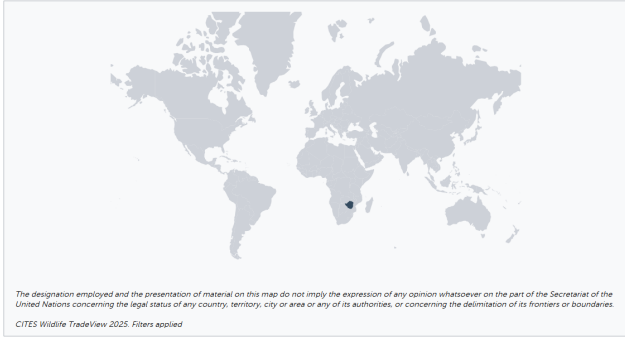 The designation employed and the presentation of material on this map do not imply the expression of any opinion whatsoever on the part of the Secretariat of the
United Nations concerning the legal status of any country, territory, city or area or any of its authorities, or concerning the delimitation of its frontiers or boundaries.
CITES Wildlife TradeView 2025. Filters applied